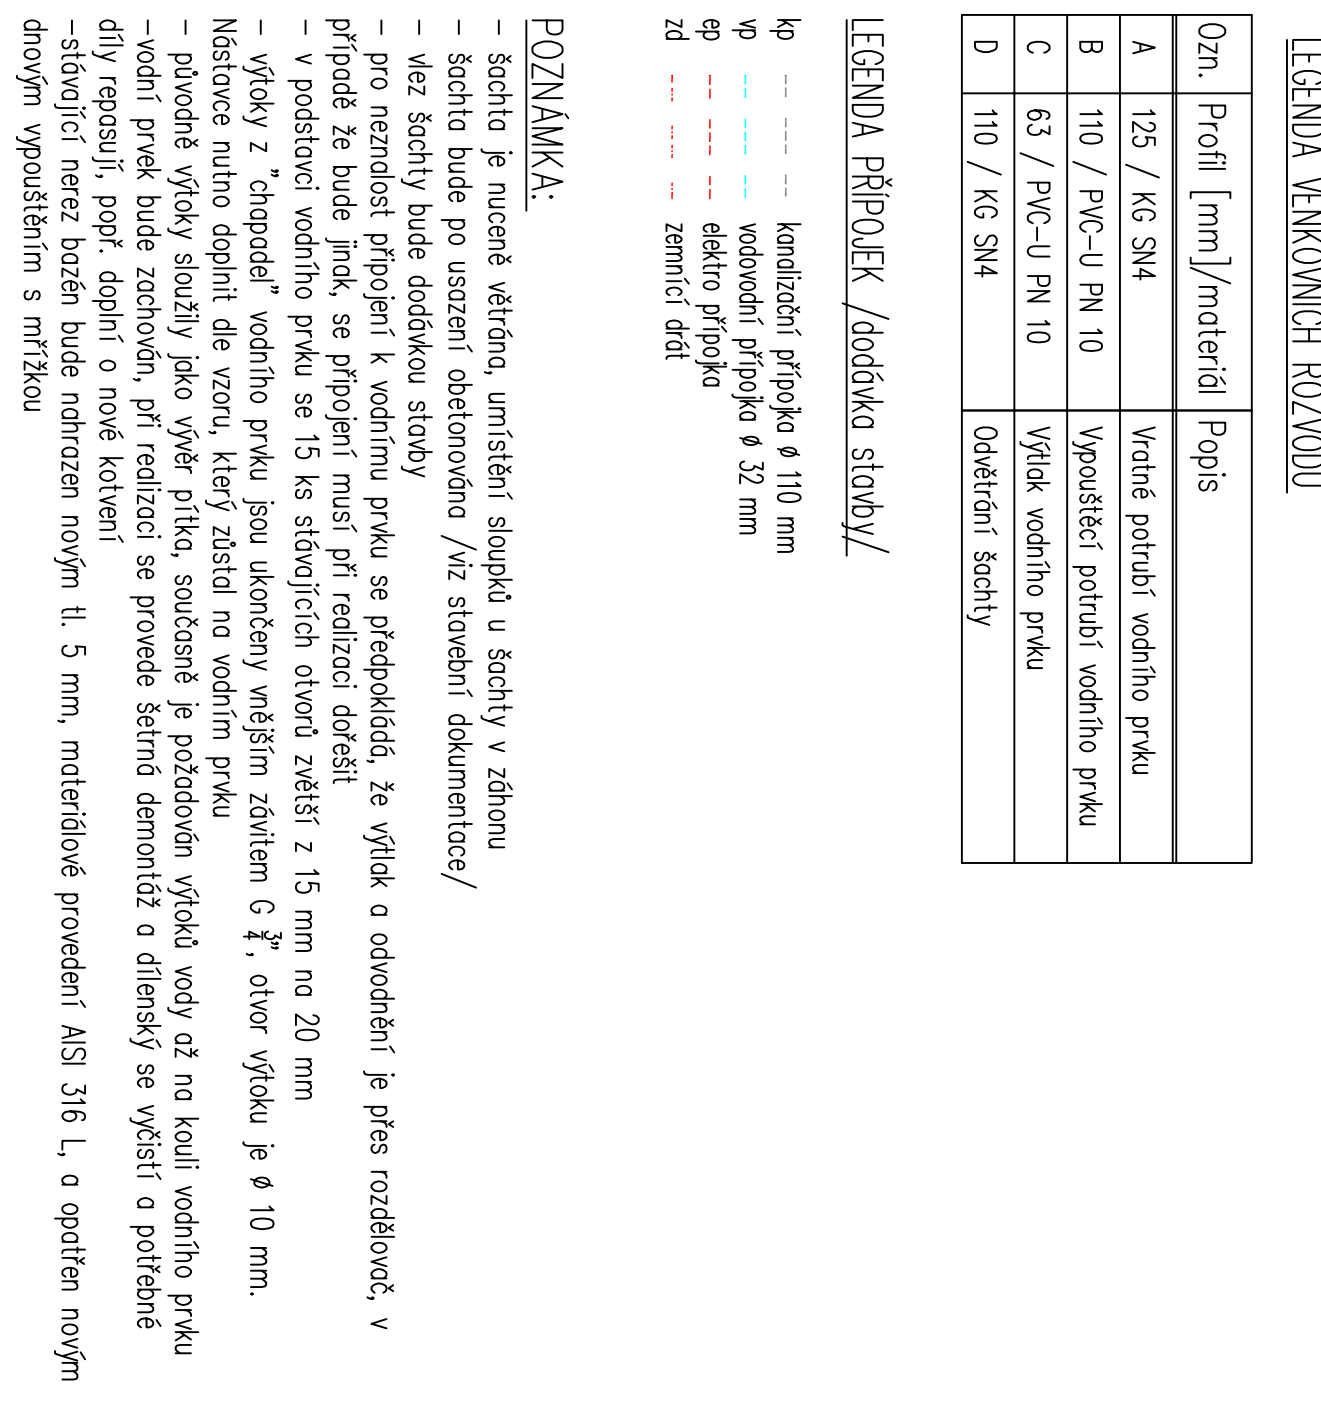 LEGENDA VENKOVNÍCH ROZVODŮ
Ozn. Profil [mm]/materiál Popis
A 125 / KG SN4 Vratné potrubí vodního prvku
B 110 / PVC-U PN 10 Vypouštěcí potrubí vodního prvku
C 63 / PVC-U PN 10 Výtlak vodního prvku
D 110 / KG SN4 Odvětrání šachty
LEGENDA PŘÍPOJEK /dodávka stavby/
kp kanalizační přípojka ø 110 mm
vp vodovodní přípojka ø 32 mm
ep elektro přípojka
zd zemnící drát
POZNÁMKA:
- šachta je nuceně větrána, umístění sloupků u šachty v záhonu
- šachta bude po usazení obetonována /viz stavební dokumentace/
- vlez šachty bude dodávkou stavby
- pro neznalost připojení k vodnímu prvku se předpokládá, že výtlak a odvodnění je přes rozdělovač, v
případě že bude jinak, se připojení musí při realizaci dořešit
- v podstavci vodního prvku se 15 ks stávajících otvorů zvětší z 15 mm na 20 mm
- výtoky z "chapadel" vodního prvku jsou ukončeny vnějším závitem G 3/4", otvor výtoku je ø 10 mm.
Nástavce nutno doplnit dle vzoru, který zůstal na vodním prvku
- původně výtoky sloužily jako vývěr pítka, současně je požadován výtoků vody až na kouli vodního prvku
-vodní prvek bude zachován, při realizaci se provede šetrná demontáž a dílenský se vyčistí a potřebné
díly repasují, popř. doplní o nové kotvení
-stávající nerez bazén bude nahrazen novým tl. 5 mm, materiálové provedení AISI 316 L, a opatřen novým
dnovým vypouštěním s mřížkou